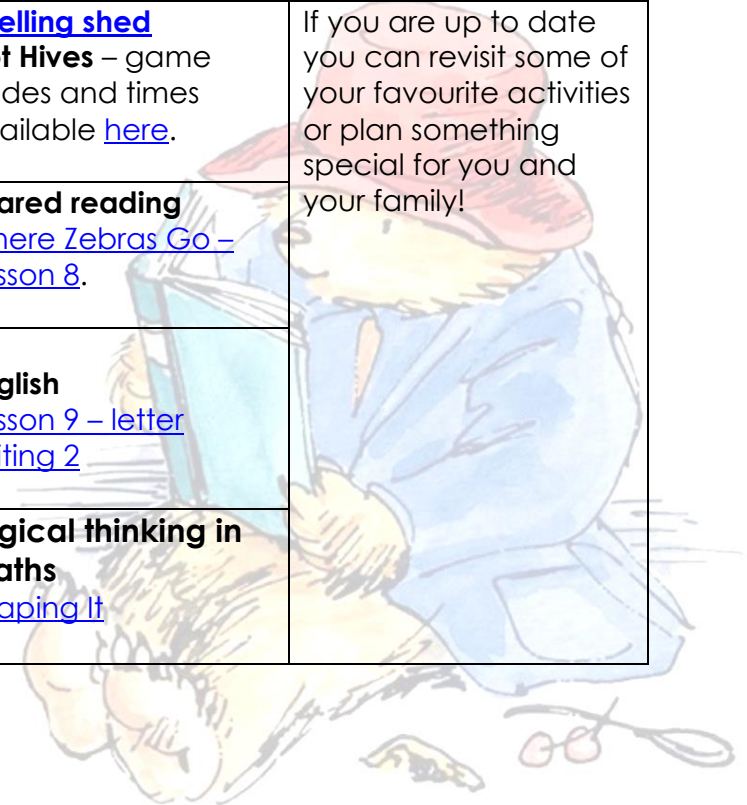 elling shed
t Hives – game
des and times
ailable here.
ared reading
here Zebras Go –
sson 8.
glish
sson 9 – letter
iting 2
gical thinking in
aths
aping It
If you are up to date
you can revisit some of
your favourite activities
or plan something
special for you and
your family!